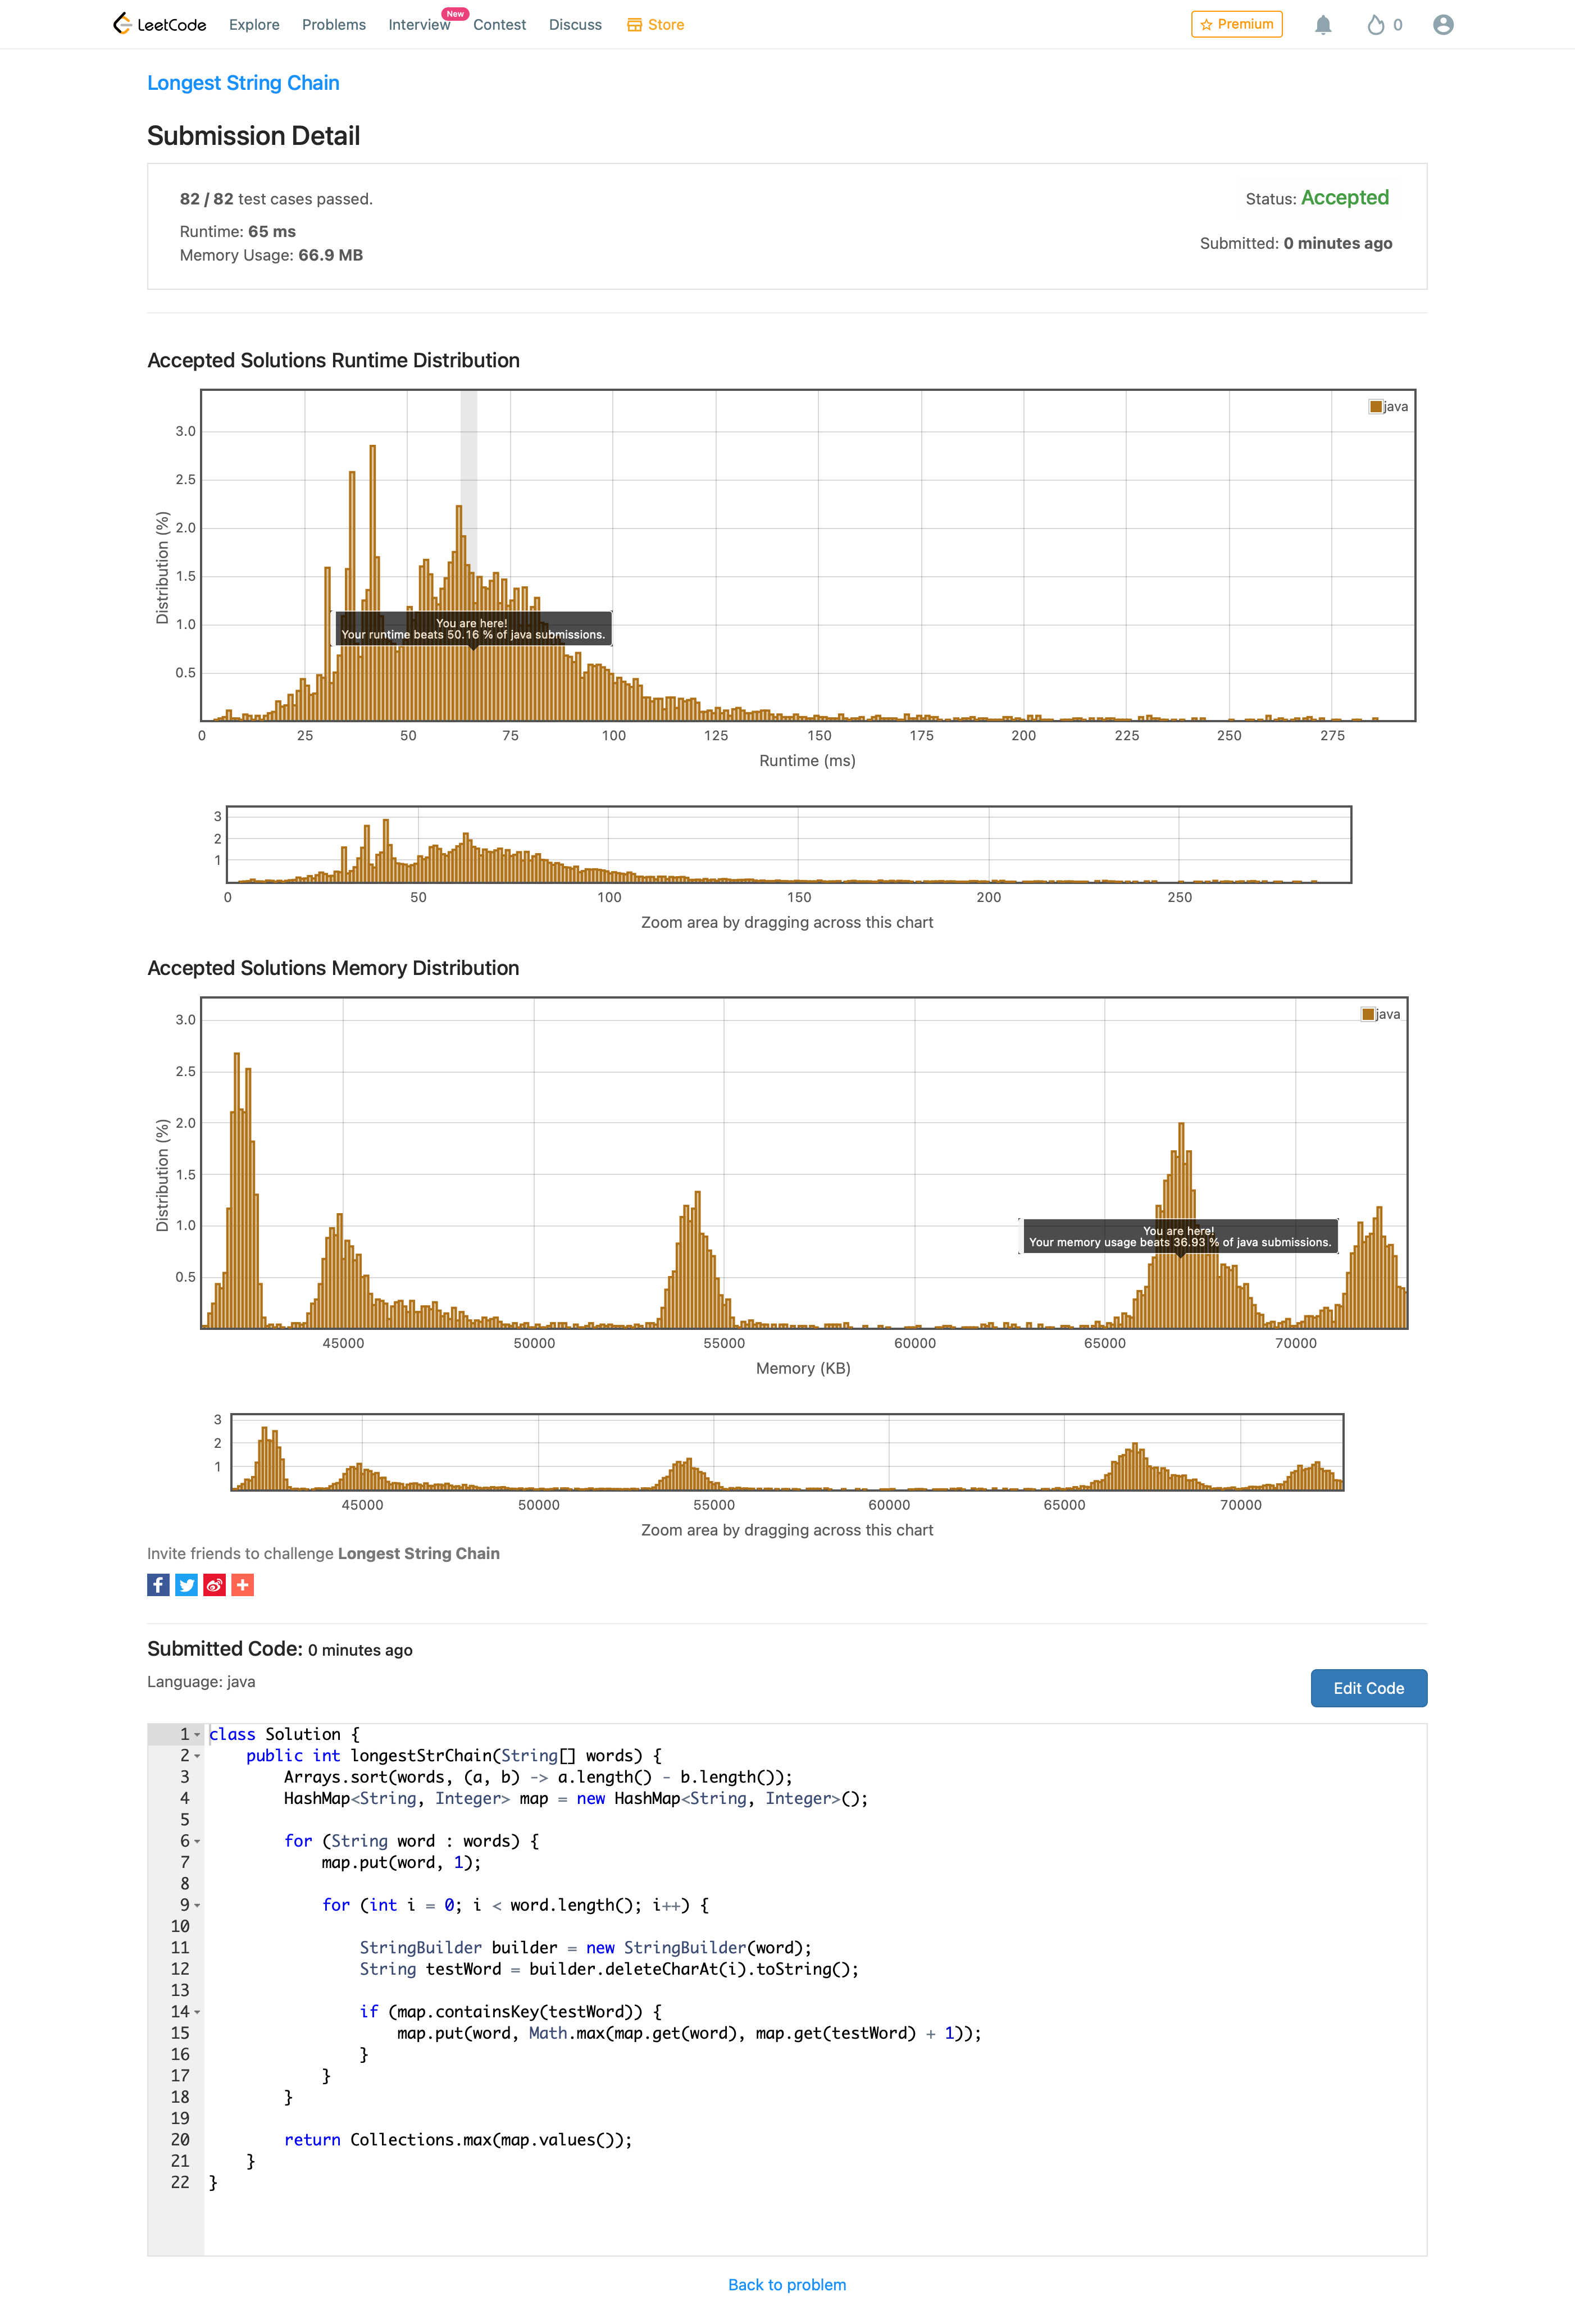 LeetCode Explore Problems Interview New Contest Discuss Store Premium 0
Longest String Chain
Submission Detail
82 / 82 test cases passed.
Status: Accepted
Runtime: 65 ms
Submitted: 0 minutes ago
Memory Usage: 66.9 MB
Accepted Solutions Runtime Distribution
java
3.0
2.5
2.0
1.5
1.0
0.5
Distribution (%)
You are here!
Your runtime beats 50.16 % of java submissions.
0 25 50 75 100 125 150 175 200 225 250 275
Runtime (ms)
3
2
1
0 50 100 150 200 250
Zoom area by dragging across this chart
Accepted Solutions Memory Distribution
java
3.0
2.5
2.0
1.5
1.0
0.5
Distribution (%)
You are here!
Your memory usage beats 36.93 % of java submissions.
45000 50000 55000 60000 65000 70000
Memory (KB)
3
2
1
45000 50000 55000 60000 65000 70000
Zoom area by dragging across this chart
Invite friends to challenge Longest String Chain
Submitted Code: 0 minutes ago
Language: java
Edit Code
1 class Solution {
2     public int longestStrChain(String[] words) {
3         Arrays.sort(words, (a, b) -> a.length() - b.length());
4         HashMap<String, Integer> map = new HashMap<String, Integer>();
5
6         for (String word : words) {
7             map.put(word, 1);
8
9             for (int i = 0; i < word.length(); i++) {
10
11                 StringBuilder builder = new StringBuilder(word);
12                 String testWord = builder.deleteCharAt(i).toString();
13
14                 if (map.containsKey(testWord)) {
15                     map.put(word, Math.max(map.get(word), map.get(testWord) + 1));
16                 }
17             }
18         }
19
20         return Collections.max(map.values());
21     }
22 }
Back to problem